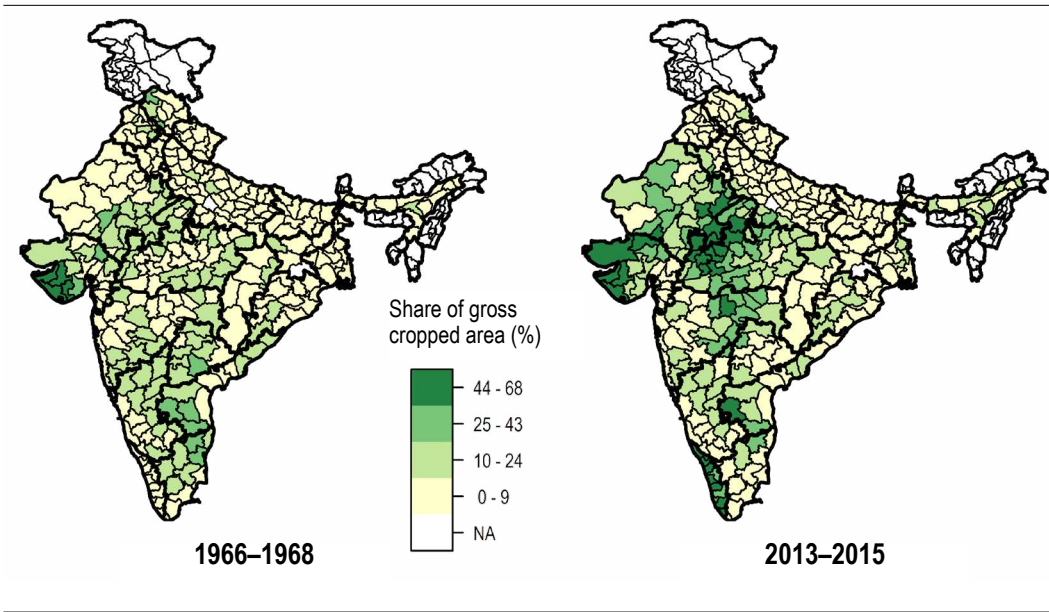 Share of gross
cropped area (%)
44 - 68
25 - 43
10 - 24
0 - 9
NA
1966–1968
2013–2015